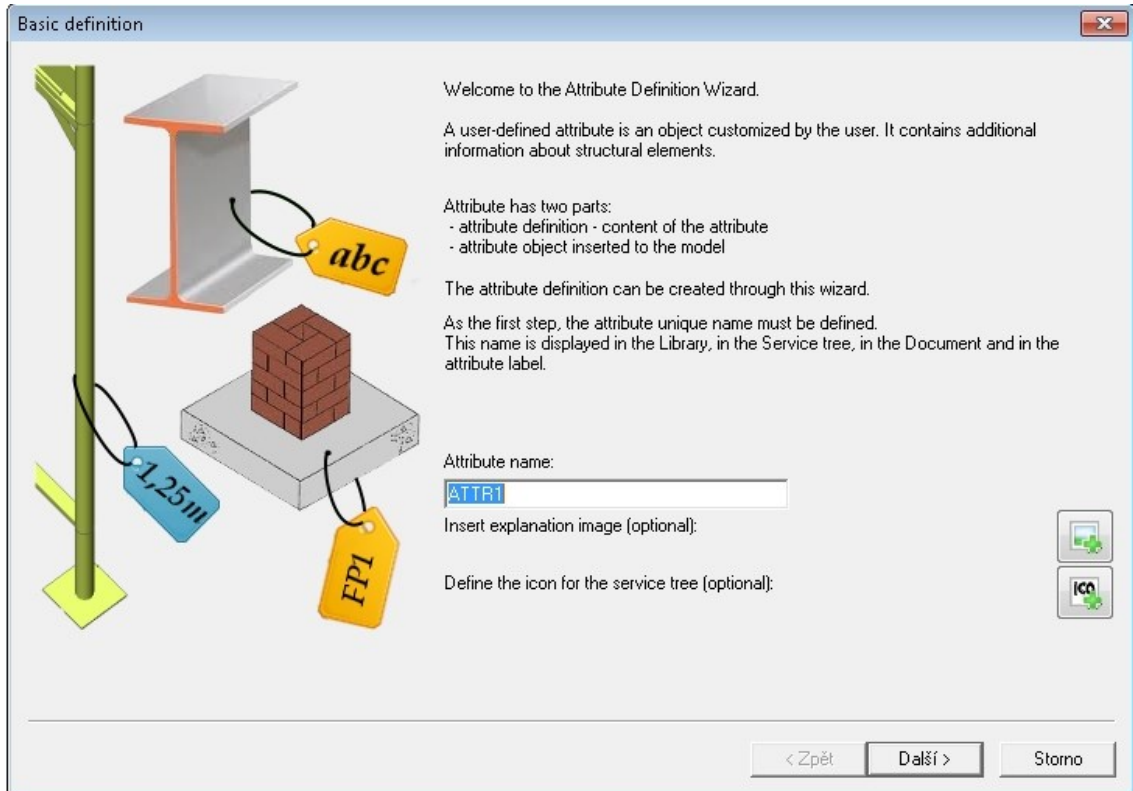 Basic definition
Welcome to the Attribute Definition Wizard.
A user-defined attribute is an object customized by the user. It contains additional
information about structural elements.
Attribute has two parts:
- attribute definition - content of the attribute
- attribute object inserted to the model
The attribute definition can be created through this wizard.
As the first step, the attribute unique name must be defined.
This name is displayed in the Library, in the Service tree, in the Document and in the
attribute label.
abc
1,25m
FP1
Attribute name:
ATTR1
Insert explanation image (optional):
Define the icon for the service tree (optional):
ICO
< Zpět
Další >
Storno